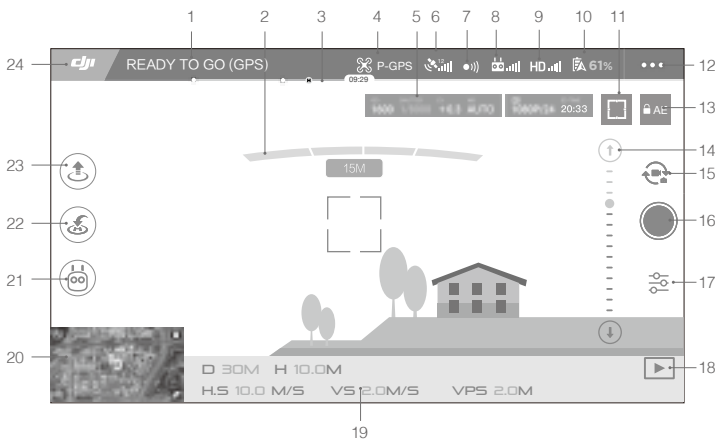 1 2 3 4 5 6 7 8 9 10 11
24 dji READY TO GO (GPS) P-GPS 12 HD 61% 12
09:29
20:33 AE 13
14
15M
23 15
22 16
21 17
20 D 30M H 10.0M 18
H.S 10.0 M/S VS 2.0M/S VPS 2.0M
19